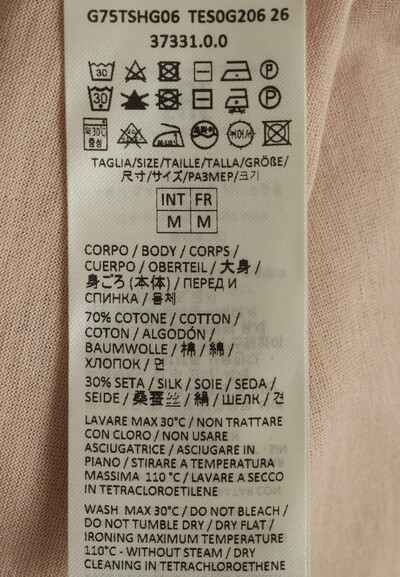 G75TSHG06 TES0G206 26
37331.0.0
TAGLIA/SIZE/TAILLE/TALLA/GRÖßE/
尺寸/サイズ/РАЗМЕР/크기
INT FR
M M
CORPO / BODY / CORPS /
CUERPO / OBERTEIL / 大身 /
身ごろ (本体) / ПЕРЕД И
СПИНКА / 몸체
70% COTONE / COTTON /
COTON / ALGODÓN /
BAUMWOLLE / 棉 / 綿 /
ХЛОПОК / 면
30% SETA / SILK / SOIE / SEDA /
SEIDE / 桑蚕丝 / 絹 / ШЕЛК / 견
LAVARE MAX 30°C / NON TRATTARE
CON CLORO / NON USARE
ASCIUGATRICE / ASCIUGARE IN
PIANO / STIRARE A TEMPERATURA
MASSIMA 110 °C / LAVARE A SECCO
IN TETRACLOROETILENE
WASH MAX 30°C / DO NOT BLEACH /
DO NOT TUMBLE DRY / DRY FLAT /
IRONING MAXIMUM TEMPERATURE
110°C - WITHOUT STEAM / DRY
CLEANING IN TETRACHLOROETHENE